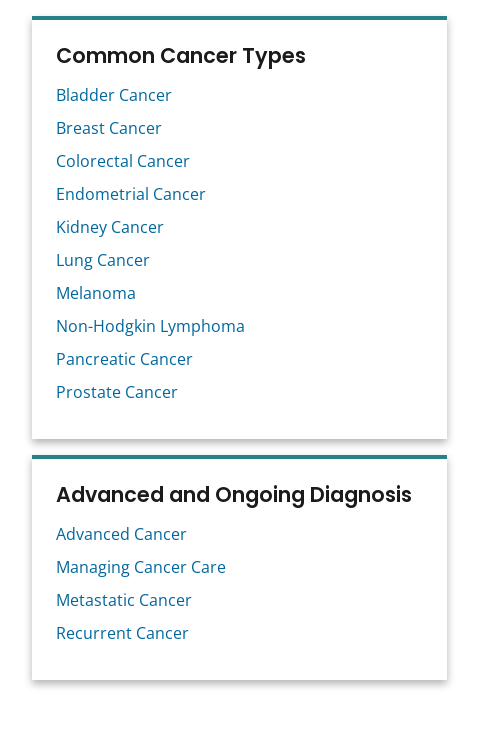 Common Cancer Types
Bladder Cancer
Breast Cancer
Colorectal Cancer
Endometrial Cancer
Kidney Cancer
Lung Cancer
Melanoma
Non-Hodgkin Lymphoma
Pancreatic Cancer
Prostate Cancer
Advanced and Ongoing Diagnosis
Advanced Cancer
Managing Cancer Care
Metastatic Cancer
Recurrent Cancer